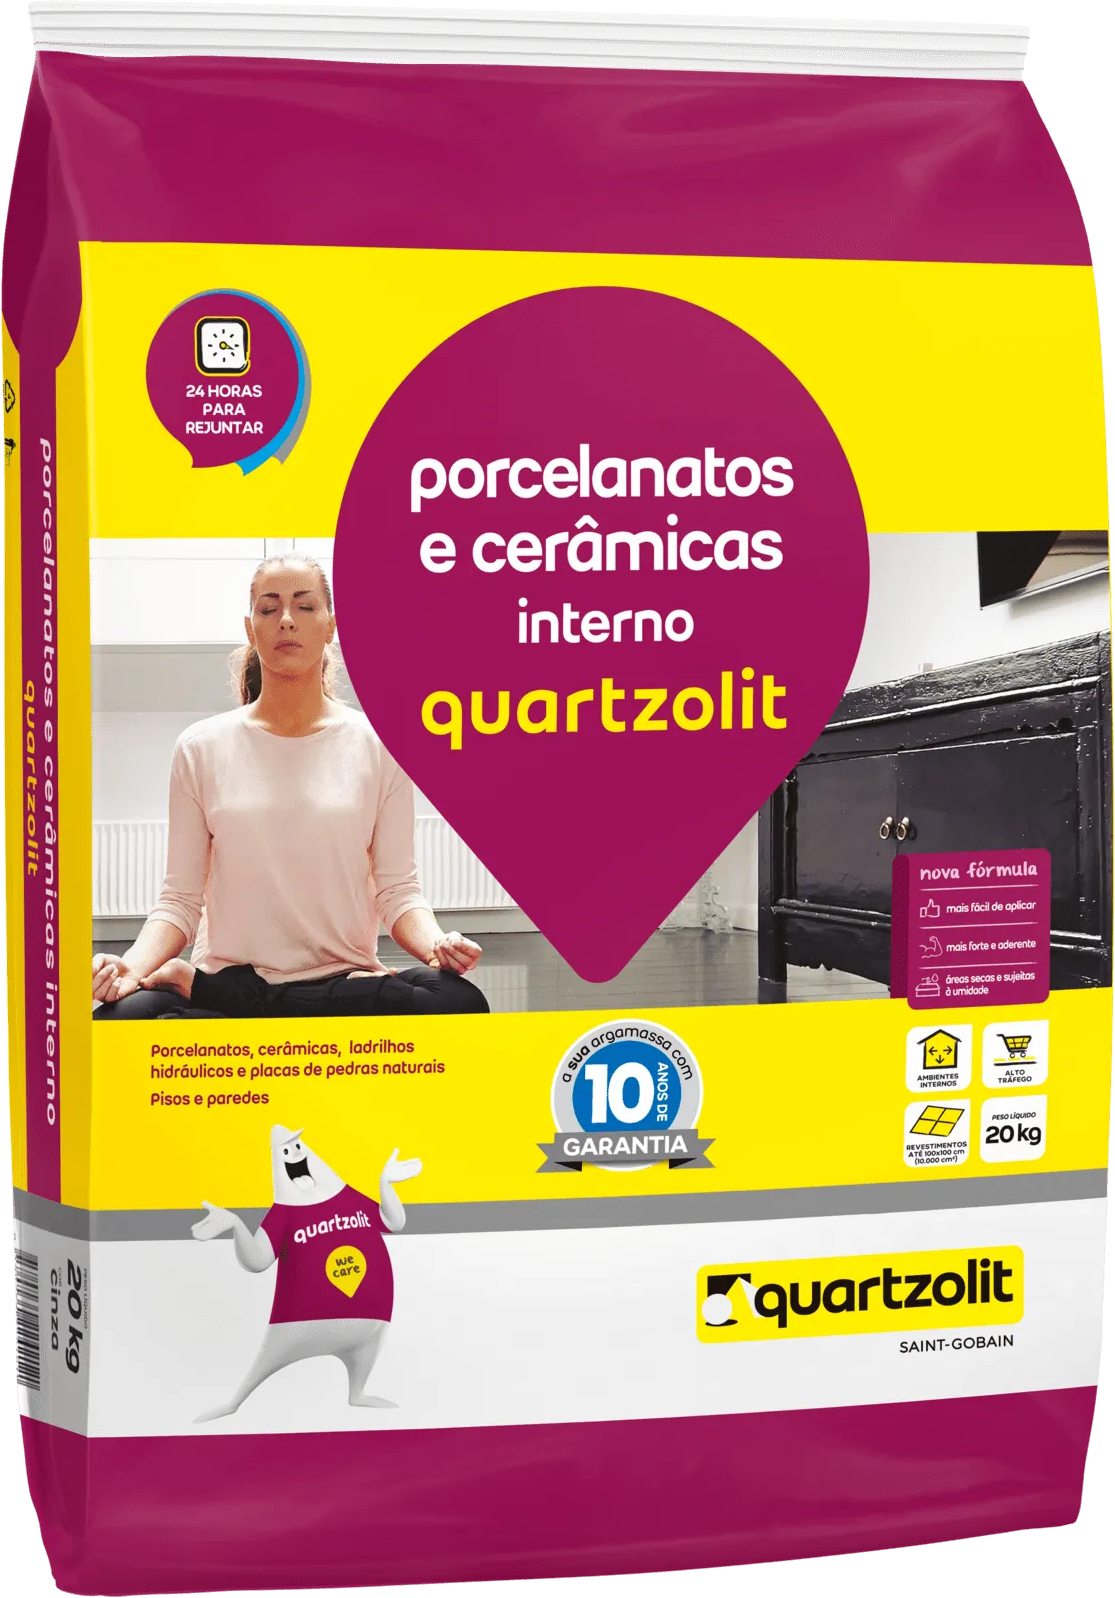 24 HORAS
PARA
REJUNTAR
porcelanatos
e cerâmicas
interno
quartzolit
nova fórmula
mais fácil de aplicar
mais forte e aderente
áreas secas e sujeitas
à umidade
Porcelanatos, cerâmicas, ladrilhos
hidráulicos e placas de pedras naturais
Pisos e paredes
a sua argamassa com
10
ANOS DE
GARANTIA
AMBIENTES
INTERNOS
ALTO
TRÁFEGO
REVESTIMENTOS
ATÉ 100x100 cm
(10.000 cm²)
PESO LÍQUIDO
20 kg
quartzolit
we
care
quartzolit
SAINT-GOBAIN
porcelanatos e cerâmicas interno
quartzolit
PESO LÍQUIDO
20 kg
COR
Cinza